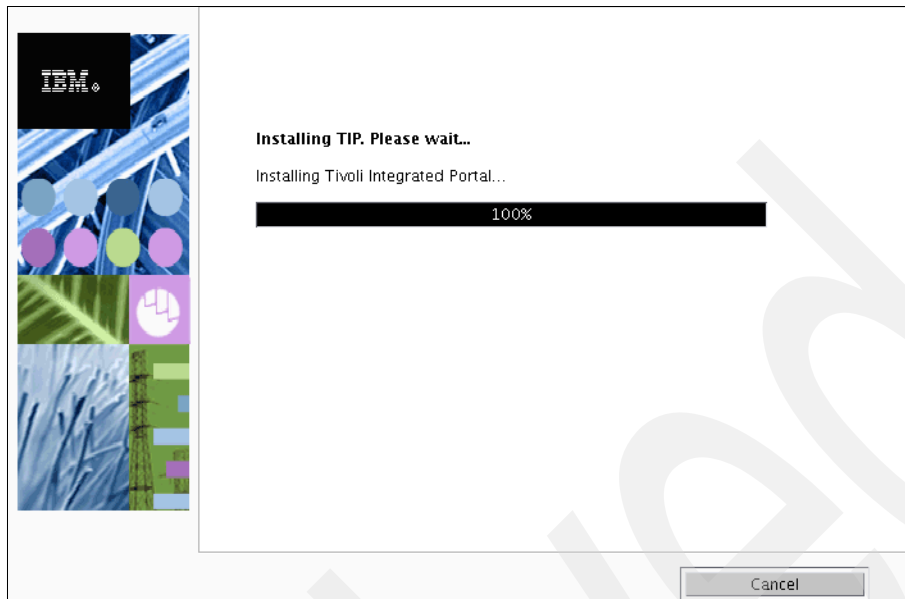 IBM®
Installing TIP. Please wait...
Installing Tivoli Integrated Portal...
100%
Cancel